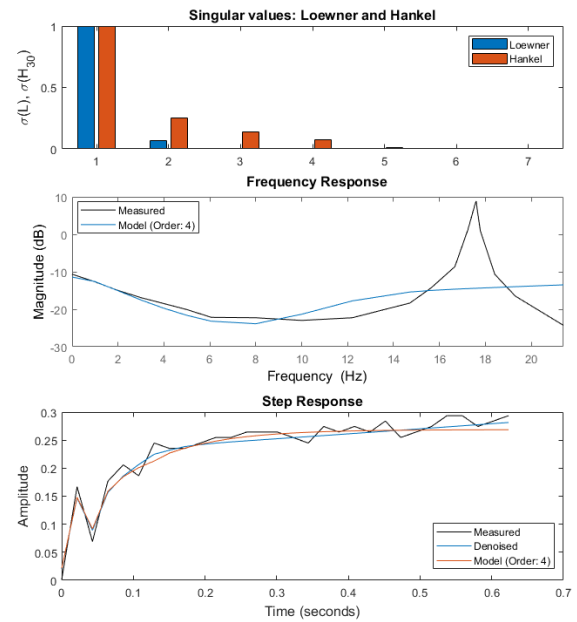 Singular values: Loewner and Hankel
σ(L), σ(H30)
1
0.5
0
Loewner
Hankel
1 2 3 4 5 6 7
Frequency Response
Magnitude (dB)
10
0
-10
-20
-30
Measured
Model (Order: 4)
0 2 4 6 8 10 12 14 16 18 20
Frequency (Hz)
Step Response
Amplitude
0.3
0.25
0.2
0.15
0.1
0.05
0
Measured
Denoised
Model (Order: 4)
0 0.1 0.2 0.3 0.4 0.5 0.6 0.7
Time (seconds)